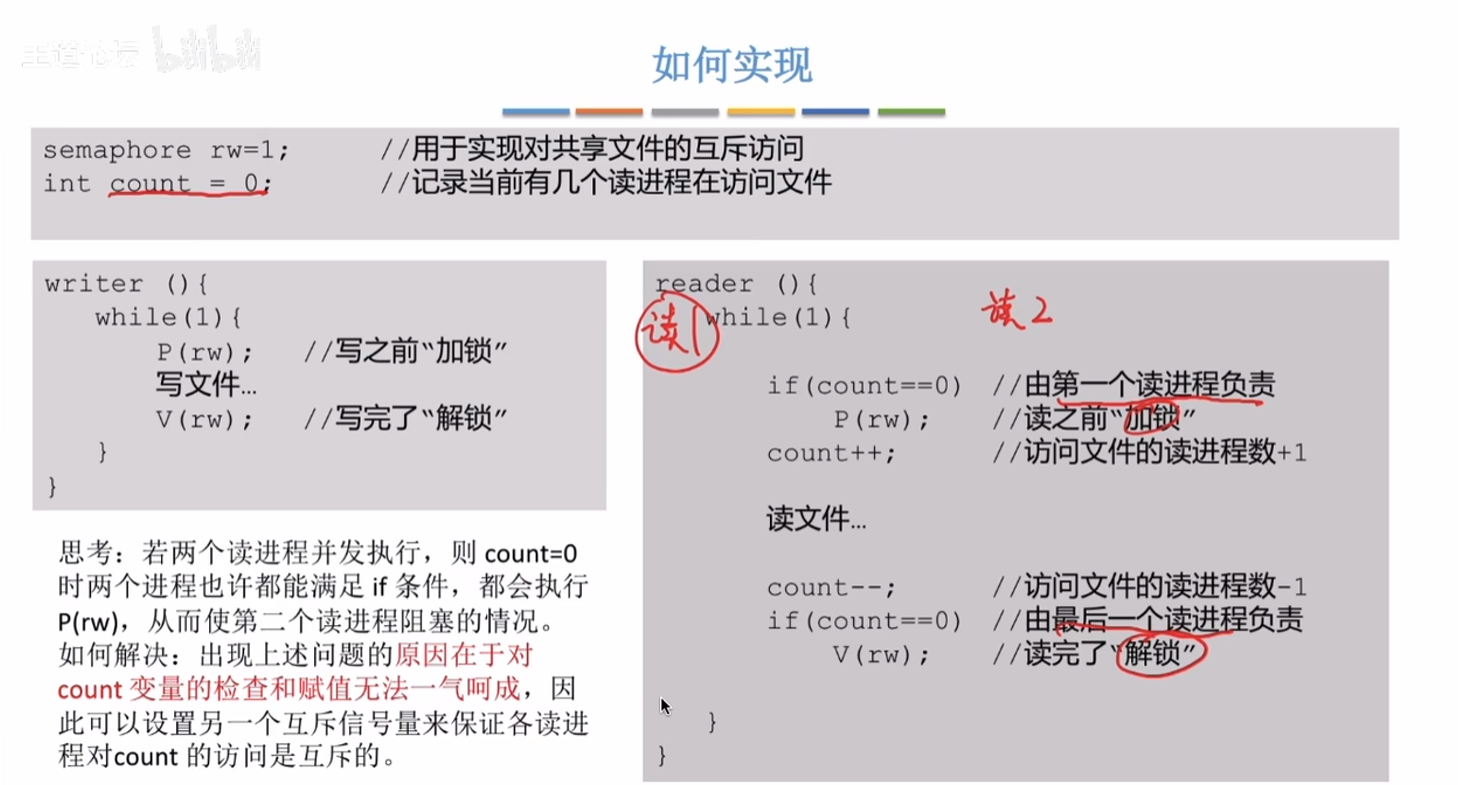 王道论坛 bilibili
如何实现
semaphore rw=1; //用于实现对共享文件的互斥访问
int count = 0; //记录当前有几个读进程在访问文件
writer (){
while(1){
P(rw); //写之前“加锁”
写文件…
V(rw); //写完了“解锁”
}
}
思考：若两个读进程并发执行，则 count=0
时两个进程也许都能满足 if 条件，都会执行
P(rw)，从而使第二个读进程阻塞的情况。
如何解决：出现上述问题的原因在于对
count 变量的检查和赋值无法一气呵成，因
此可以设置另一个互斥信号量来保证各读进
程对count 的访问是互斥的。
reader (){
读1 while(1){ 读2
if(count==0) //由第一个读进程负责
P(rw); //读之前“加锁”
count++; //访问文件的读进程数+1
读文件…
count--; //访问文件的读进程数-1
if(count==0) //由最后一个读进程负责
V(rw); //读完了“解锁”
}
}